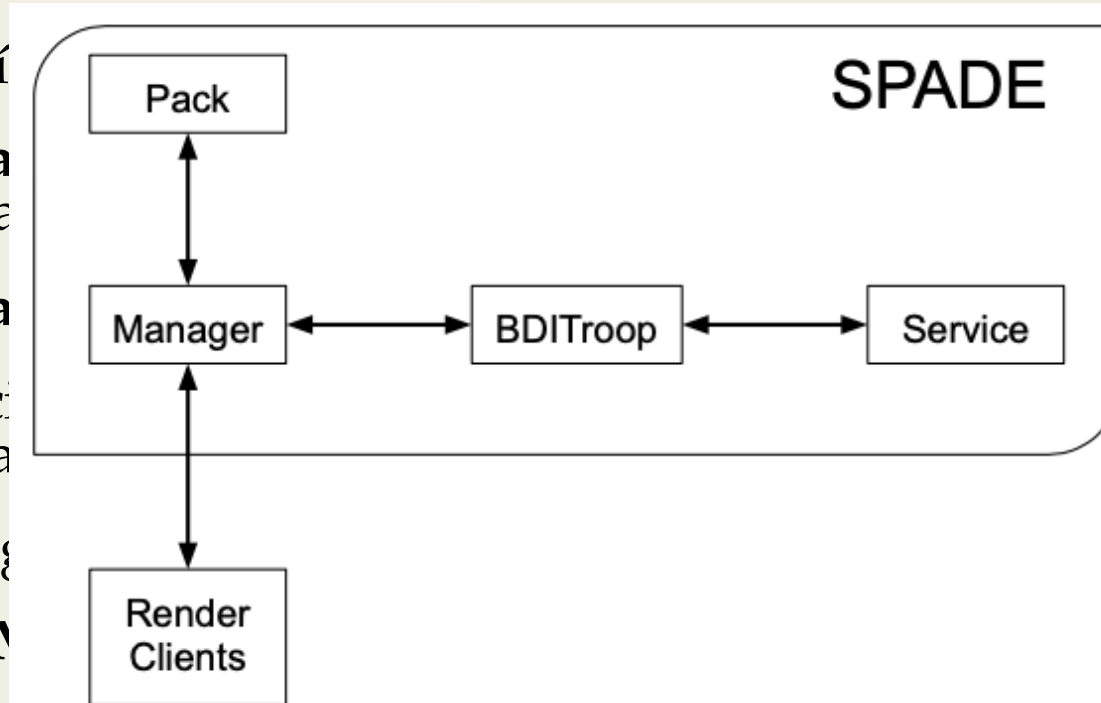 SPADE
Pack
Manager
BDITroop
Service
Render
Clients